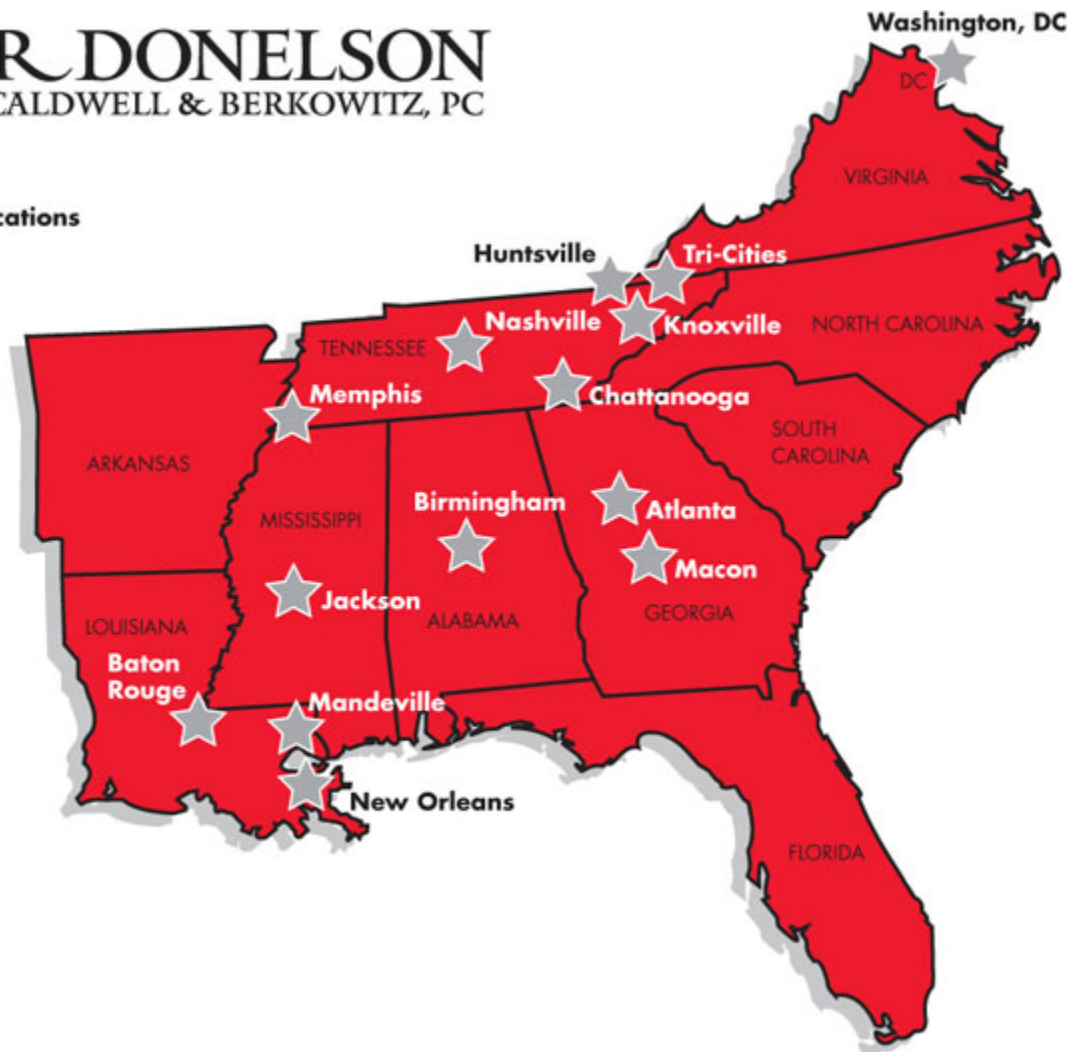 R DONELSON
CALDWELL & BERKOWITZ, PC
Washington, DC
DC
VIRGINIA
cations
Huntsville
Tri-Cities
Nashville
Knoxville
NORTH CAROLINA
TENNESSEE
Memphis
Chattanooga
SOUTH
CAROLINA
ARKANSAS
Birmingham
Atlanta
MISSISSIPPI
Macon
Jackson
GEORGIA
ALABAMA
LOUISIANA
Baton
Rouge
Mandeville
New Orleans
FLORIDA